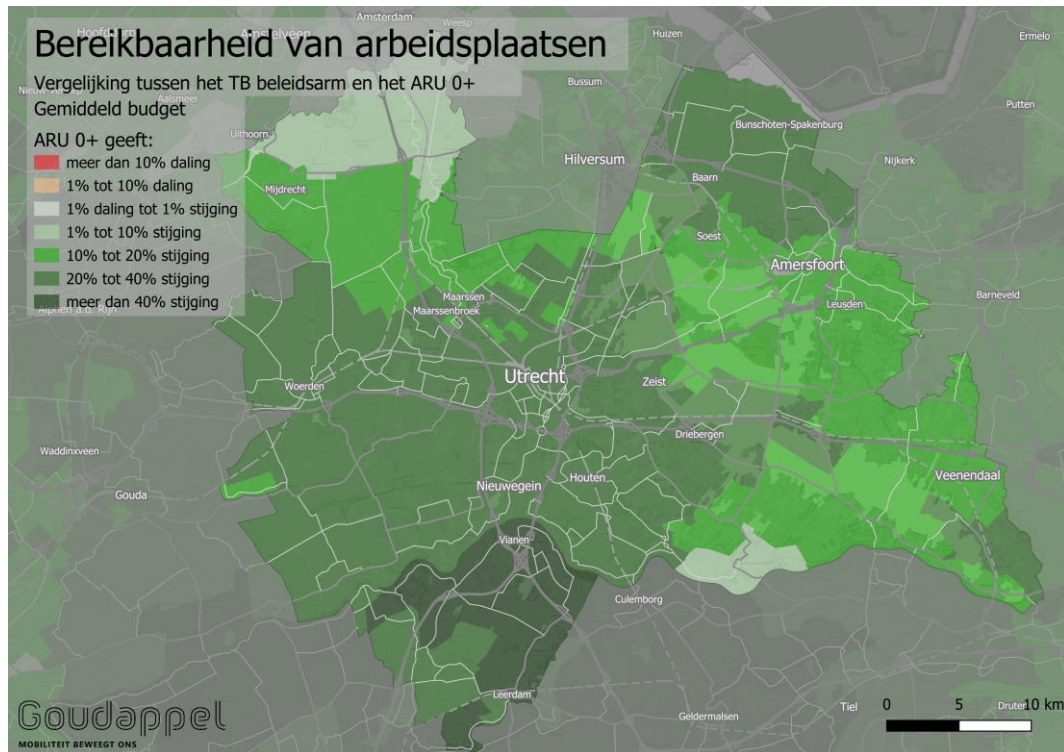 Amsterdam
Weesp
Hoofddorp
Amstelveen
Huizen
Ermelo
Bereikbaarheid van arbeidsplaatsen
Vergelijking tussen het TB beleidsarm en het ARU 0+
Gemiddeld budget
ARU 0+ geeft:
meer dan 10% daling
1% tot 10% daling
1% daling tot 1% stijging
1% tot 10% stijging
10% tot 20% stijging
20% tot 40% stijging
meer dan 40% stijging
Aalsmeer
Bussum
Putten
Uithoorn
Bunschoten-Spakenburg
Hilversum
Nijkerk
Baarn
Mijdrecht
Soest
Amersfoort
Maarssen
Barneveld
Leusden
Maarssenbroek
Alphen a.d. Rijn
Utrecht
Zeist
Woerden
Driebergen
Waddinxveen
Veenendaal
Houten
Nieuwegein
Gouda
Vianen
Culemborg
Leerdam
Tiel
Geldermalsen
Druten
0 5 10 km
Goudappel
MOBILITEIT BEWEEGT ONS